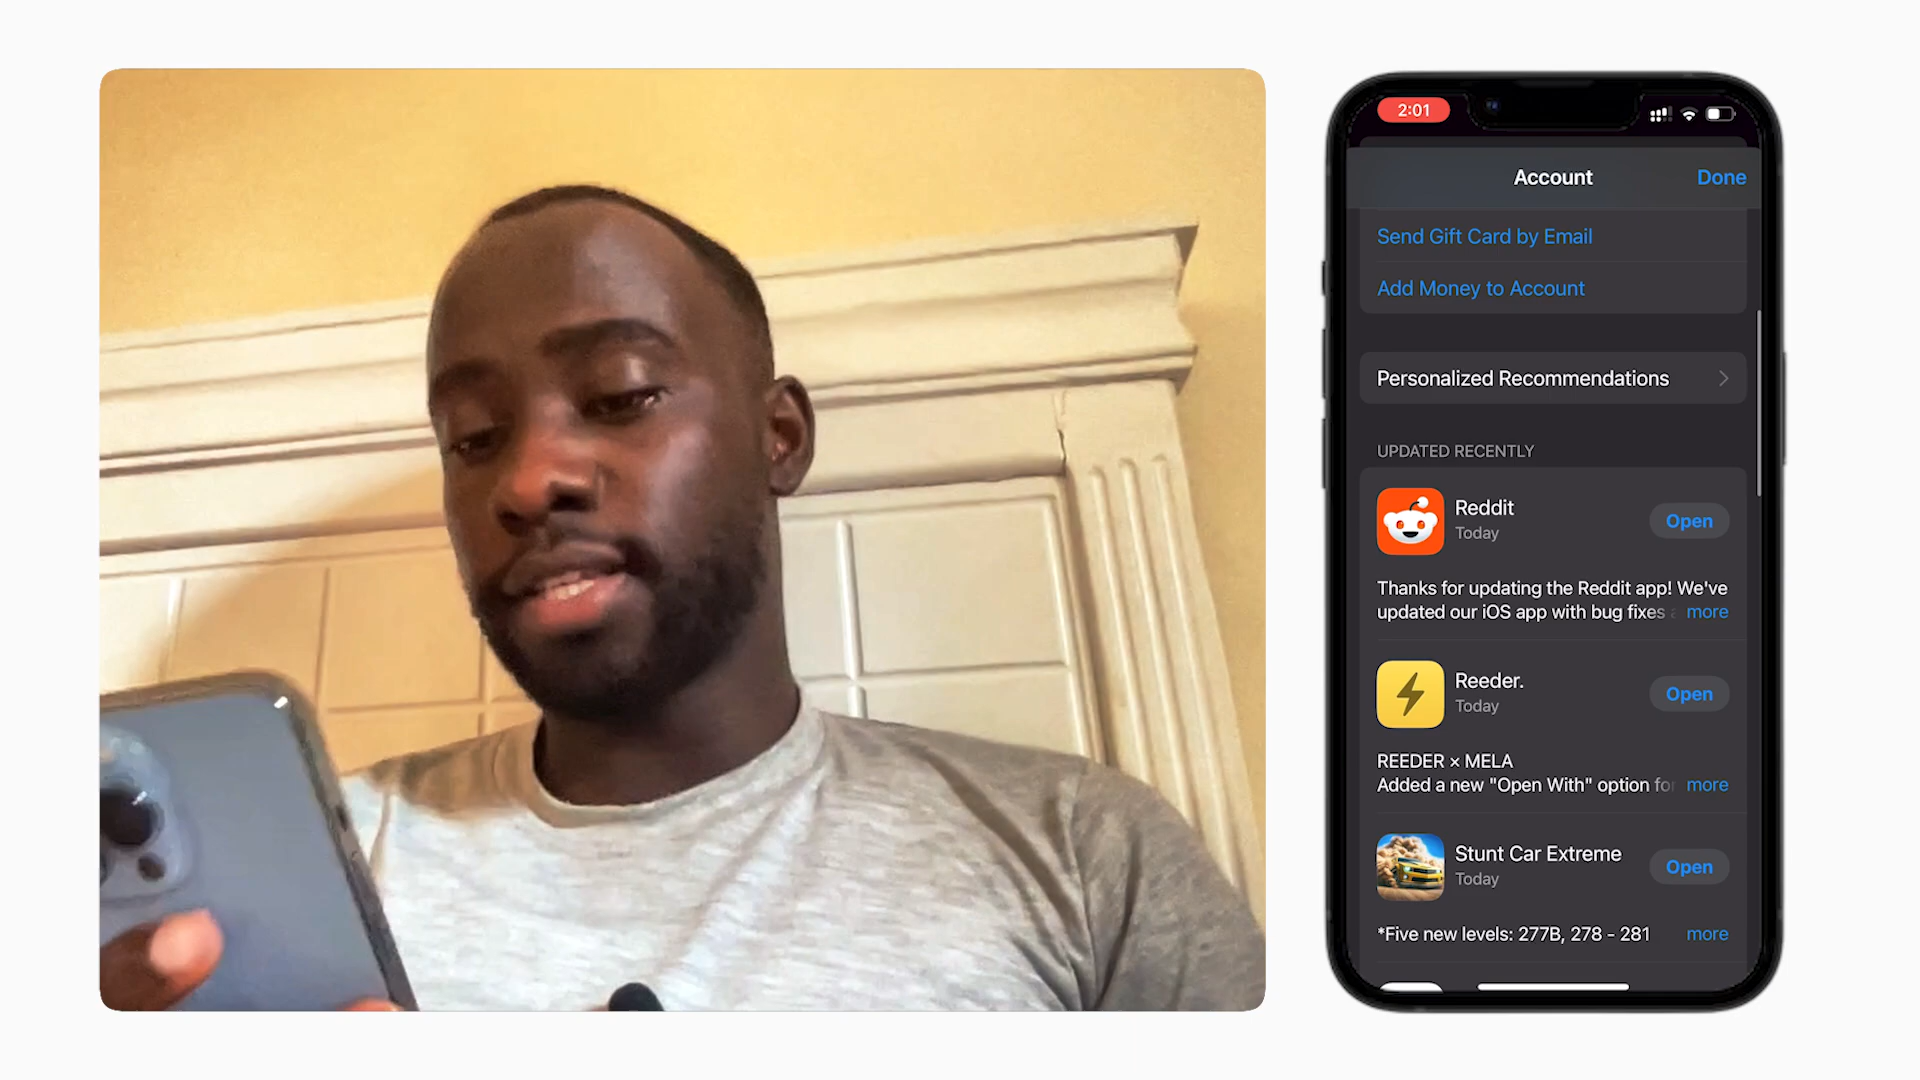 2:01
Account
Done
Send Gift Card by Email
Add Money to Account
Personalized Recommendations
UPDATED RECENTLY
Reddit
Today
Open
Thanks for updating the Reddit app! We've
updated our iOS app with bug fixes
more
Reeder.
Today
Open
REEDER × MELA
Added a new "Open With" option for
more
Stunt Car Extreme
Today
Open
*Five new levels: 277B, 278 - 281
more